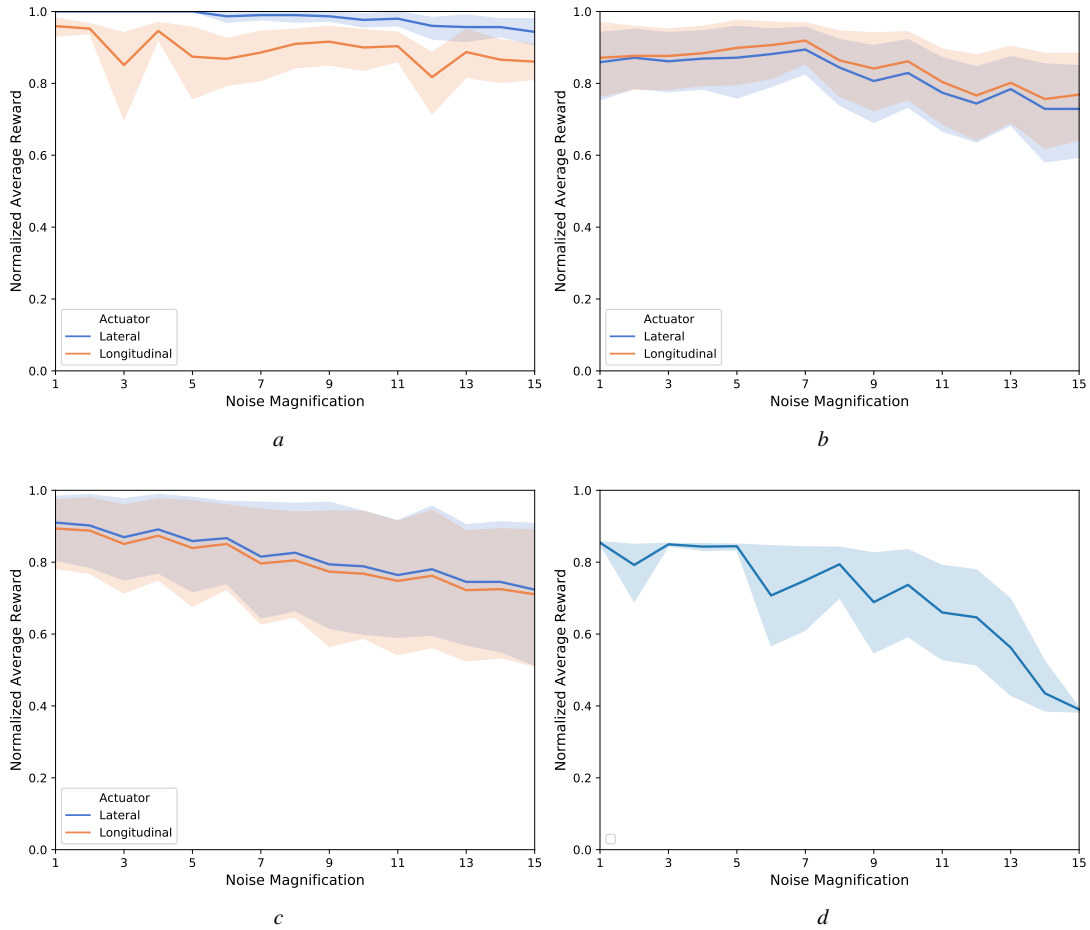 1.0
0.8
0.6
0.4
0.2
0.0
Normalized Average Reward
Actuator
Lateral
Longitudinal
1 3 5 7 9 11 13 15
Noise Magnification
a
1.0
0.8
0.6
0.4
0.2
0.0
Normalized Average Reward
Actuator
Lateral
Longitudinal
1 3 5 7 9 11 13 15
Noise Magnification
b
1.0
0.8
0.6
0.4
0.2
0.0
Normalized Average Reward
Actuator
Lateral
Longitudinal
1 3 5 7 9 11 13 15
Noise Magnification
c
1.0
0.8
0.6
0.4
0.2
0.0
Normalized Average Reward
1 3 5 7 9 11 13 15
Noise Magnification
d